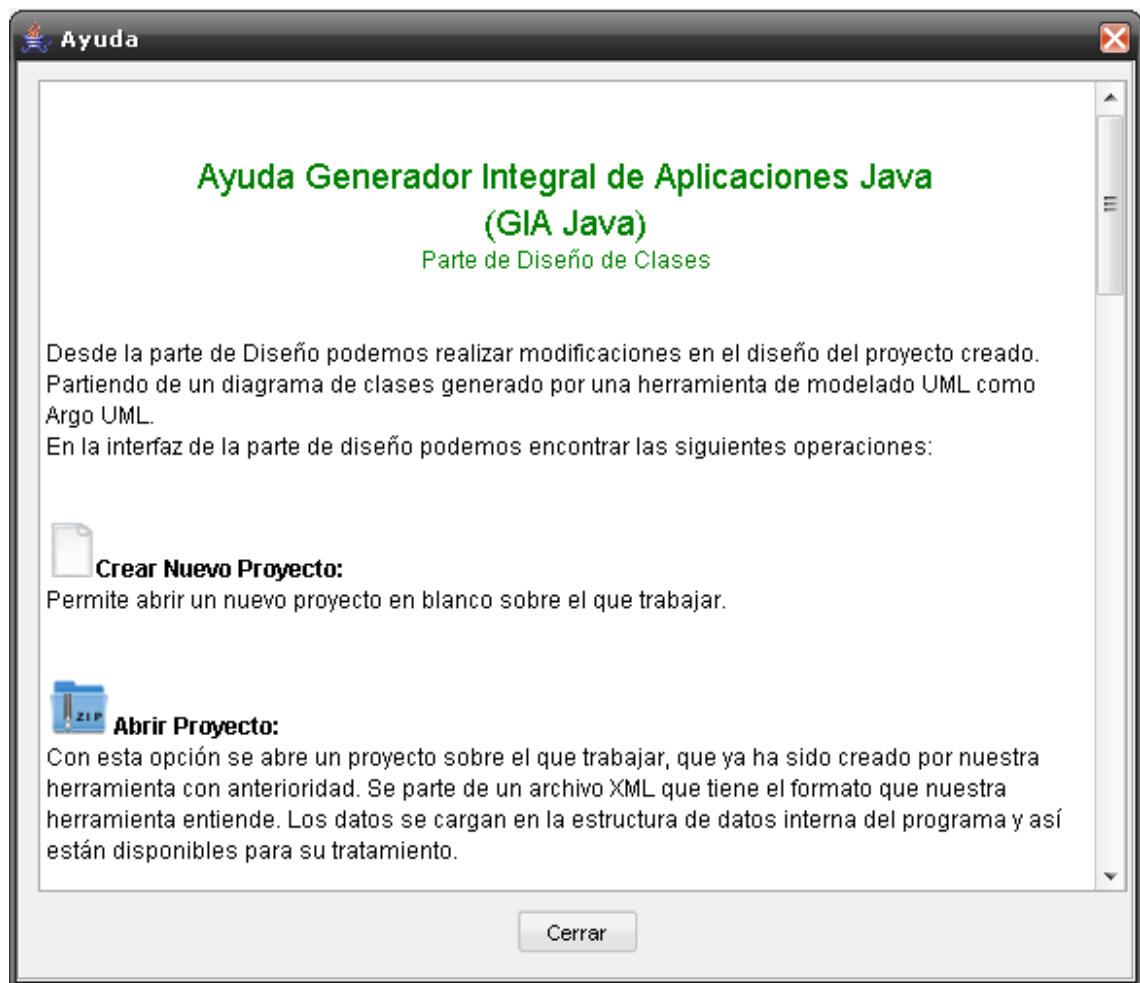 Ayuda
Ayuda Generador Integral de Aplicaciones Java
(GIA Java)
Parte de Diseño de Clases
Desde la parte de Diseño podemos realizar modificaciones en el diseño del proyecto creado.
Partiendo de un diagrama de clases generado por una herramienta de modelado UML como
Argo UML.
En la interfaz de la parte de diseño podemos encontrar las siguientes operaciones:
Crear Nuevo Proyecto:
Permite abrir un nuevo proyecto en blanco sobre el que trabajar.
ZIP Abrir Proyecto:
Con esta opción se abre un proyecto sobre el que trabajar, que ya ha sido creado por nuestra
herramienta con anterioridad. Se parte de un archivo XML que tiene el formato que nuestra
herramienta entiende. Los datos se cargan en la estructura de datos interna del programa y así
están disponibles para su tratamiento.
Cerrar